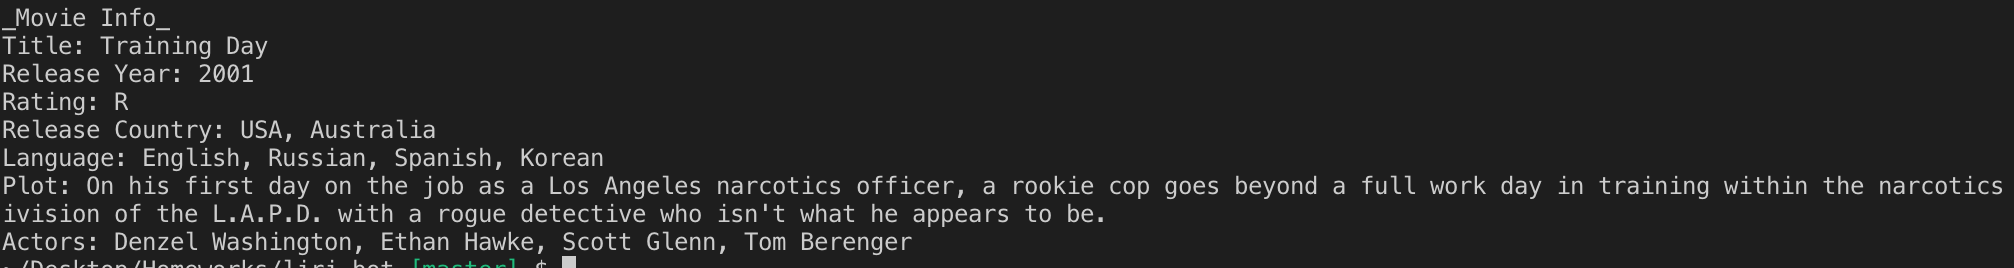 _Movie Info_
Title: Training Day
Release Year: 2001
Rating: R
Release Country: USA, Australia
Language: English, Russian, Spanish, Korean
Plot: On his first day on the job as a Los Angeles narcotics officer, a rookie cop goes beyond a full work day in training within the narcotics
ivision of the L.A.P.D. with a rogue detective who isn't what he appears to be.
Actors: Denzel Washington, Ethan Hawke, Scott Glenn, Tom Berenger
~/Desktop/Homeworks/liri-bot [master] $